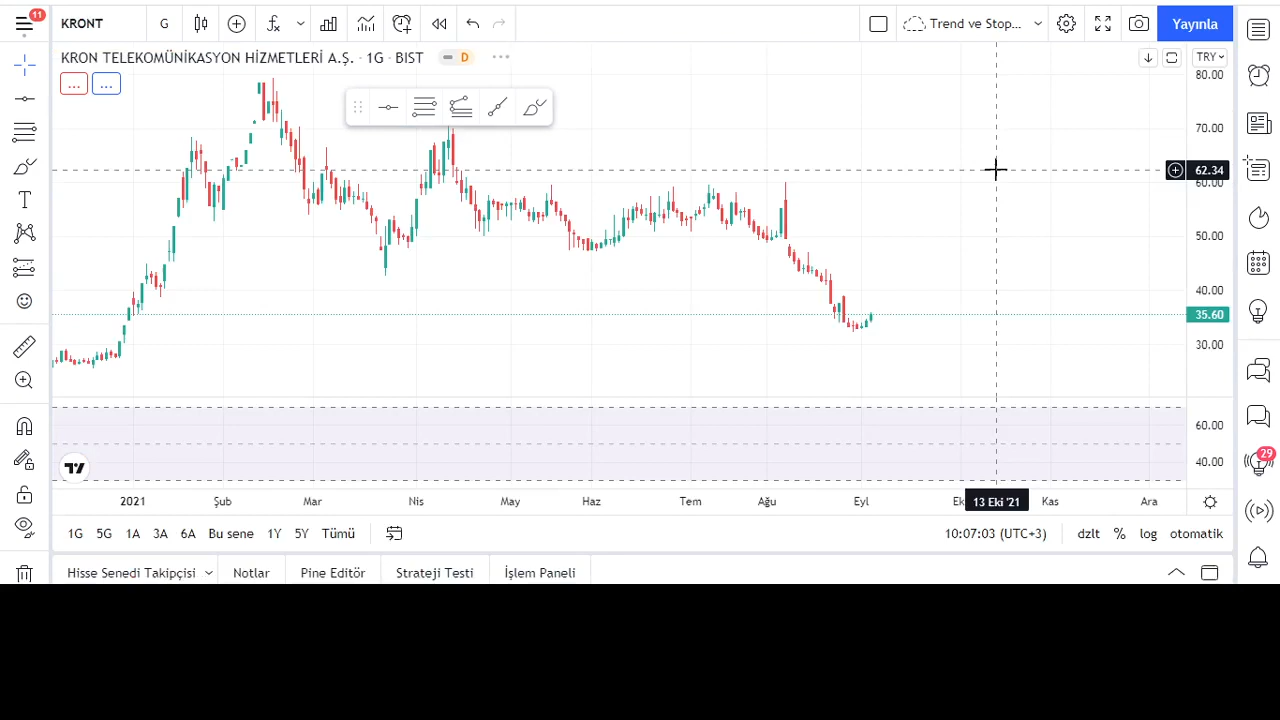 11
KRONT
G
Trend ve Stop...
Yayınla
KRON TELEKOMÜNİKASYON HİZMETLERİ A.Ş. · 1G · BIST
D
TRY
...
...
80.00
70.00
62.34
60.00
50.00
40.00
35.60
30.00
60.00
40.00
29
2021
Şub
Mar
Nis
May
Haz
Tem
Ağu
Eyl
Ek
13 Eki '21
Kas
Ara
1G
5G
1A
3A
6A
Bu sene
1Y
5Y
Tümü
10:07:03 (UTC+3)
dzlt
%
log
otomatik
Hisse Senedi Takipçisi
Notlar
Pine Editör
Strateji Testi
İşlem Paneli